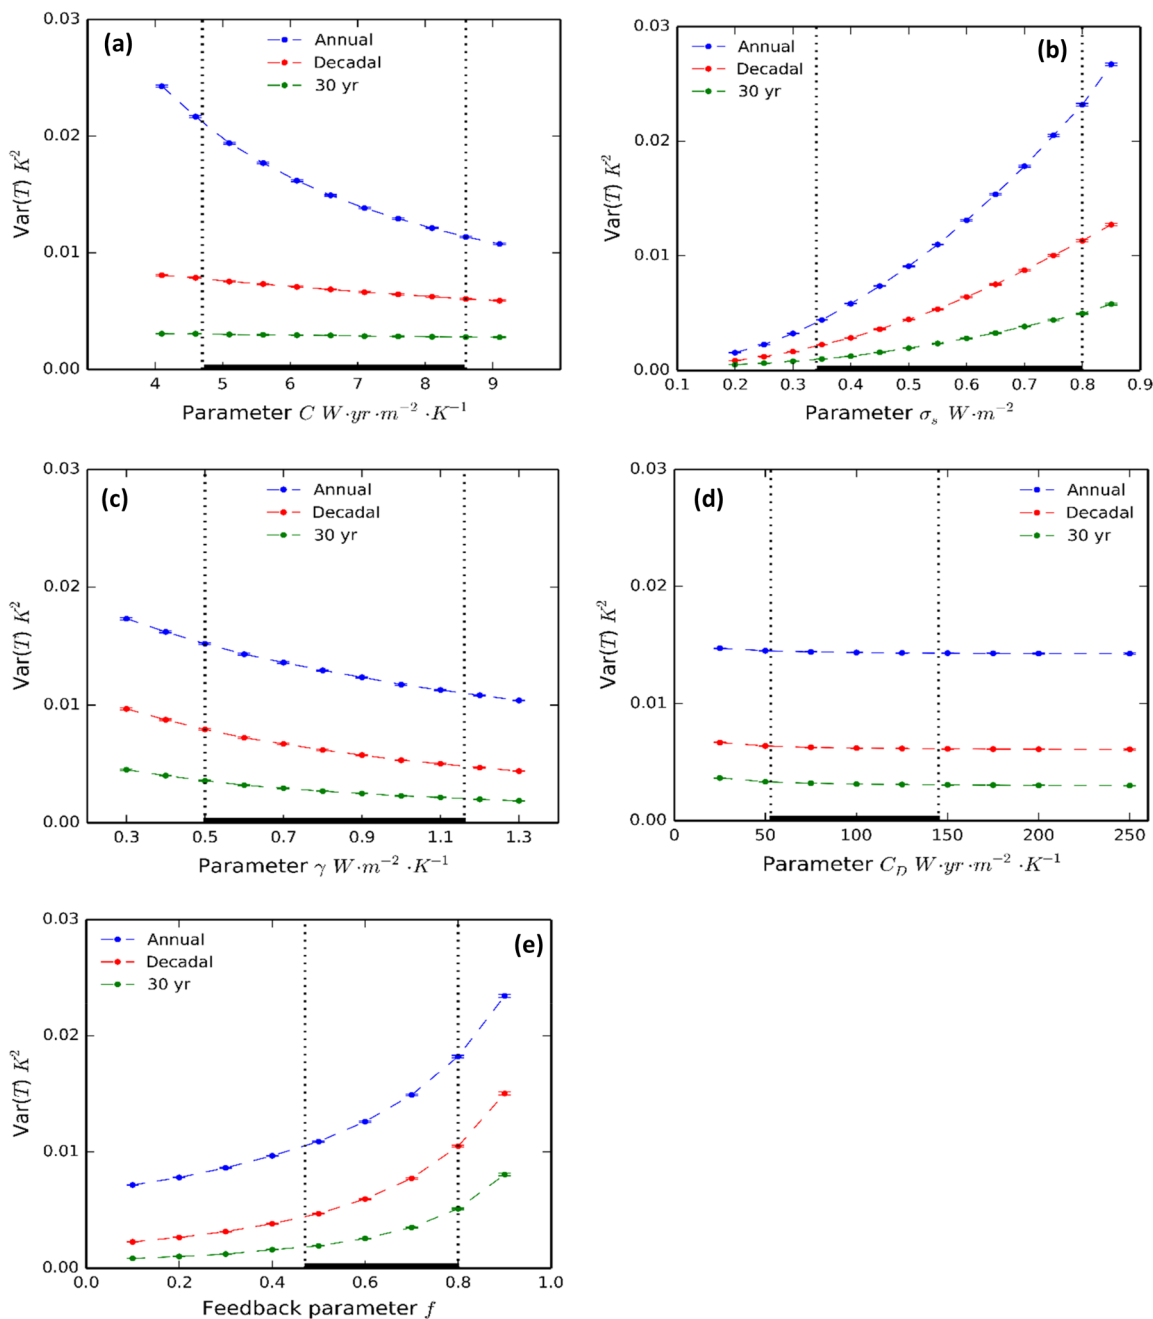 (a)
0.03
0.02
0.01
0.00
Var(T) K²
Annual
Decadal
30 yr
4 5 6 7 8 9
Parameter C W·yr·m⁻²·K⁻¹
(b)
0.03
0.02
0.01
0.00
Var(T) K²
Annual
Decadal
30 yr
0.1 0.2 0.3 0.4 0.5 0.6 0.7 0.8 0.9
Parameter σₛ W·m⁻²
(c)
0.03
0.02
0.01
0.00
Var(T) K²
Annual
Decadal
30 yr
0.3 0.5 0.7 0.9 1.1 1.3
Parameter γ W·m⁻²·K⁻¹
(d)
0.03
0.02
0.01
0.00
Var(T) K²
Annual
Decadal
30 yr
0 50 100 150 200 250
Parameter C_D W·yr·m⁻²·K⁻¹
(e)
0.03
0.02
0.01
0.00
Var(T) K²
Annual
Decadal
30 yr
0.0 0.2 0.4 0.6 0.8 1.0
Feedback parameter f